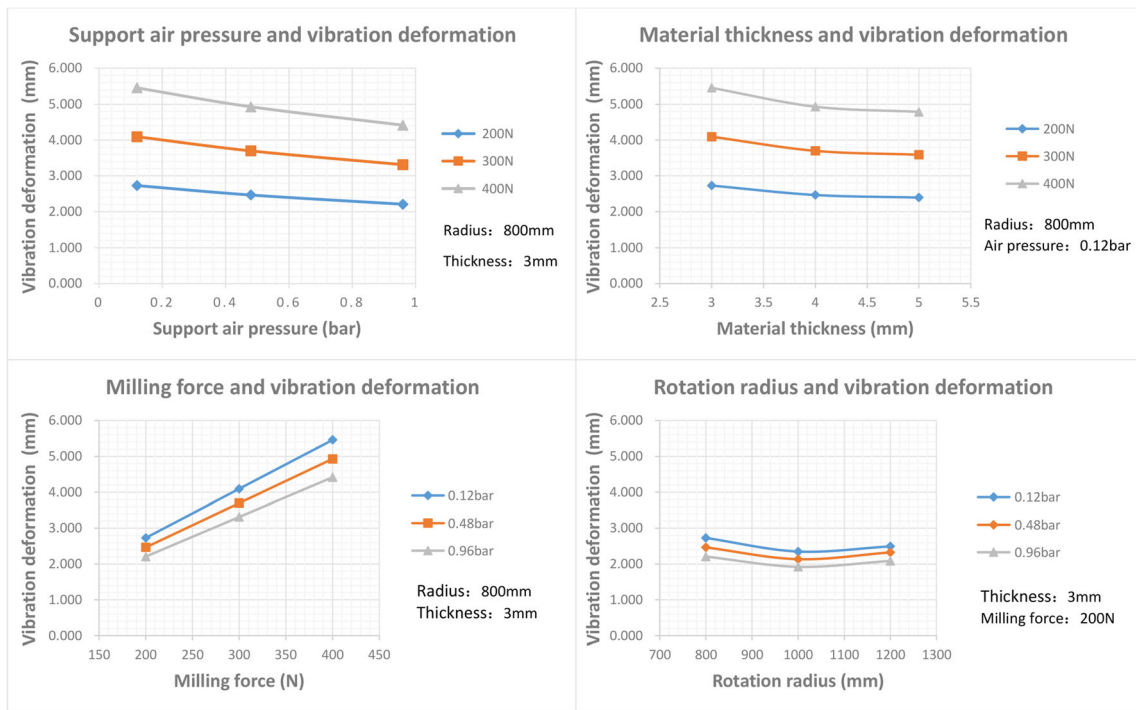 Support air pressure and vibration deformation
Vibration deformation (mm)
6.000
5.000
4.000
3.000
2.000
1.000
0.000
0 0.2 0.4 0.6 0.8 1
Support air pressure (bar)
200N
300N
400N
Radius：800mm
Thickness：3mm
Material thickness and vibration deformation
Vibration deformation (mm)
6.000
5.000
4.000
3.000
2.000
1.000
0.000
2.5 3 3.5 4 4.5 5 5.5
Material thickness (mm)
200N
300N
400N
Radius：800mm
Air pressure：0.12bar
Milling force and vibration deformation
Vibration deformation (mm)
6.000
5.000
4.000
3.000
2.000
1.000
0.000
150 200 250 300 350 400 450
Milling force (N)
0.12bar
0.48bar
0.96bar
Radius：800mm
Thickness：3mm
Rotation radius and vibration deformation
Vibration deformation (mm)
6.000
5.000
4.000
3.000
2.000
1.000
0.000
700 800 900 1000 1100 1200 1300
Rotation radius (mm)
0.12bar
0.48bar
0.96bar
Thickness：3mm
Milling force：200N